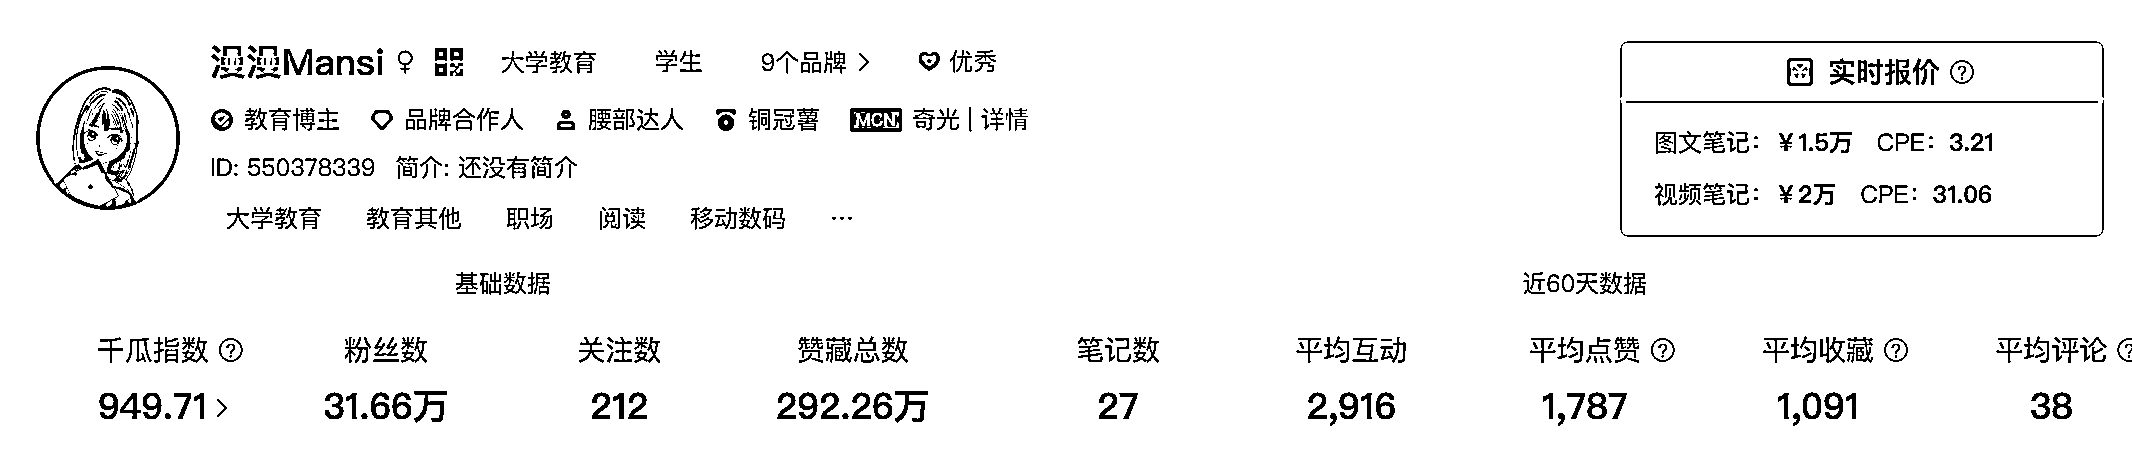 漫漫Mansi 大学教育 学生 9个品牌 > 优秀
教育博主 品牌合作人 腰部达人 铜冠薯 MCN 奇光 | 详情
ID: 550378339 简介: 还没有简介
大学教育 教育其他 职场 阅读 移动数码 ···
实时报价 ?
图文笔记：¥1.5万 CPE：3.21
视频笔记：¥2万 CPE：31.06
基础数据 近60天数据
千瓜指数 ? 粉丝数 关注数 赞藏总数 笔记数 平均互动 平均点赞 ? 平均收藏 ? 平均评论 ?
949.71 > 31.66万 212 292.26万 27 2,916 1,787 1,091 38